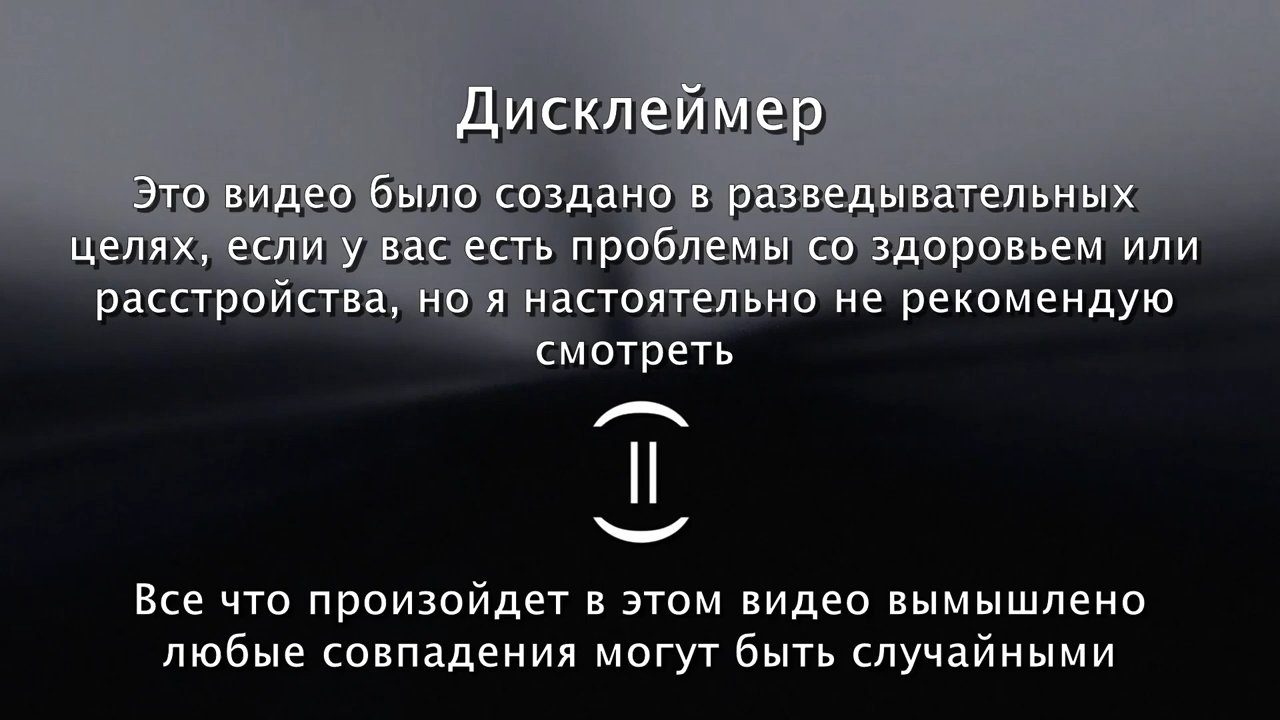 Дисклеймер
Это видео было создано в разведывательных
целях, если у вас есть проблемы со здоровьем или
расстройства, но я настоятельно не рекомендую
смотреть
Все что произойдет в этом видео вымышлено
любые совпадения могут быть случайными